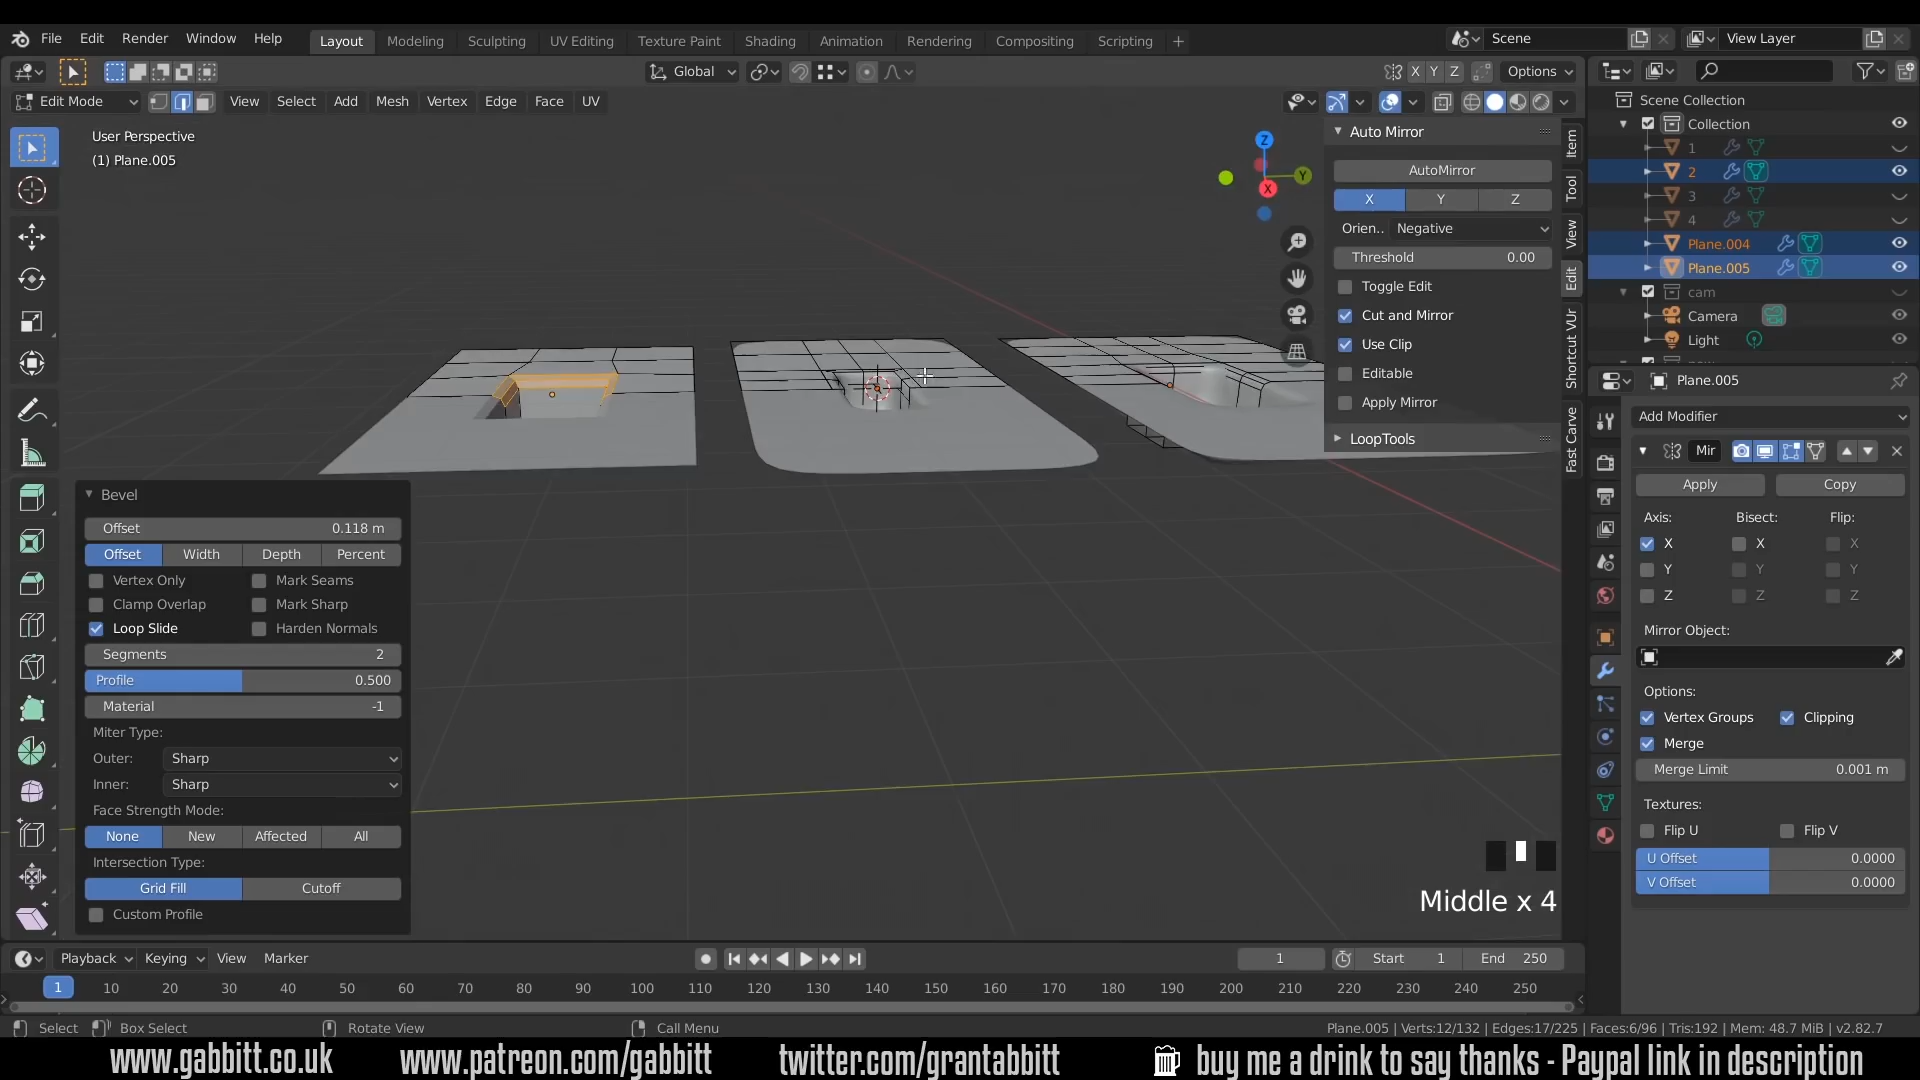 File Edit Render Window Help Layout Modeling Sculpting UV Editing Texture Paint Shading Animation Rendering Compositing Scripting + Scene View Layer
Global X Y Z Options
Edit Mode View Select Add Mesh Vertex Edge Face UV
User Perspective
(1) Plane.005
Z
Y
X
Auto Mirror
AutoMirror
X Y Z
Orien.. Negative
Threshold 0.00
Toggle Edit
Cut and Mirror
Use Clip
Editable
Apply Mirror
LoopTools
Item
Tool
View
Edit
Shortcut VUr
Fast Carve
Scene Collection
Collection
1
2
3
4
Plane.004
Plane.005
cam
Camera
Light
Plane.005
Add Modifier
Mir
Apply Copy
Axis: Bisect: Flip:
X X X
Y Y Y
Z Z Z
Mirror Object:
Options:
Vertex Groups Clipping
Merge
Merge Limit 0.001 m
Textures:
Flip U Flip V
U Offset 0.0000
V Offset 0.0000
Bevel
Offset 0.118 m
Offset Width Depth Percent
Vertex Only Mark Seams
Clamp Overlap Mark Sharp
Loop Slide Harden Normals
Segments 2
Profile 0.500
Material -1
Miter Type:
Outer: Sharp
Inner: Sharp
Face Strength Mode:
None New Affected All
Intersection Type:
Grid Fill Cutoff
Custom Profile
Middle x 4
Playback Keying View Marker 1 Start 1 End 250
1 10 20 30 40 50 60 70 80 90 100 110 120 130 140 150 160 170 180 190 200 210 220 230 240 250
Select Box Select Rotate View Call Menu Plane.005 | Verts:12/132 | Edges:17/225 | Faces:6/96 | Tris:192 | Mem: 48.7 MiB | v2.82.7
www.gabbitt.co.uk www.patreon.com/gabbitt twitter.com/grantabbitt buy me a drink to say thanks - Paypal link in description